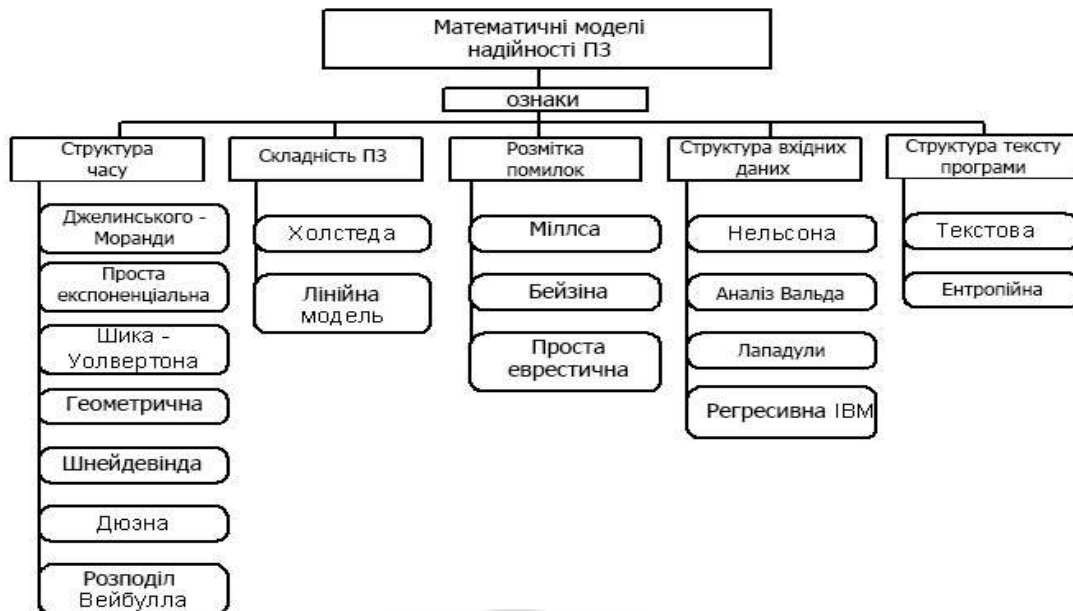 Математичні моделі
надійності ПЗ
ознаки
Структура
часу
Складність ПЗ
Розмітка
помилок
Структура вхідних
даних
Структура тексту
програми
Джелинського -
Моранди
Проста
експоненціальна
Шика -
Уолвертона
Геометрична
Шнейдевінда
Дюэна
Розподіл
Вейбулла
Холстеда
Лінійна
модель
Міллса
Бейзіна
Проста
еврестична
Нельсона
Аналіз Вальда
Лападули
Регресивна IBM
Текстова
Ентропійна